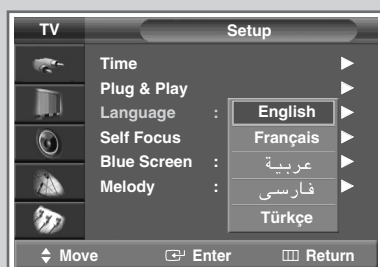 TV
Setup
Time
Plug & Play
Language :
English
Self Focus
Français
Blue Screen :
عربية
Melody :
فارسی
Türkçe
Move
Enter
Return